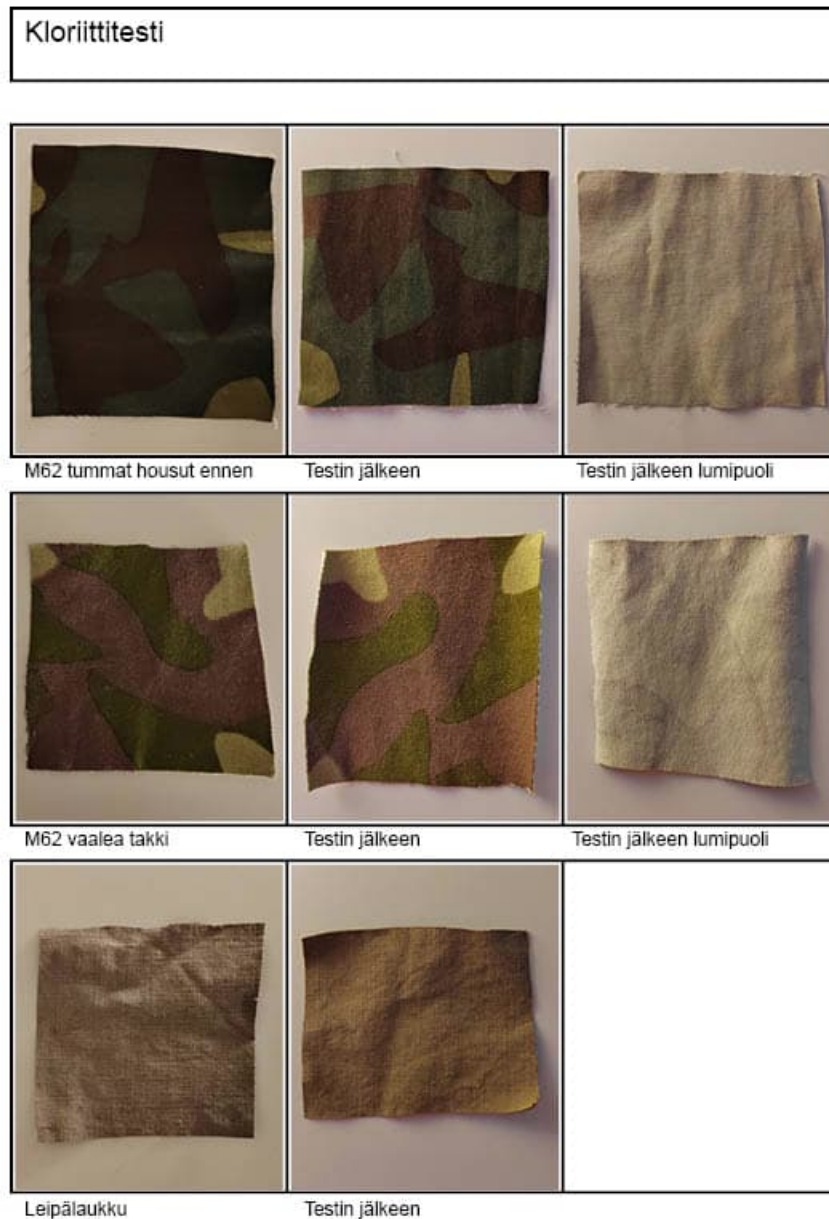 Kloriittitesti
M62 tummat housut ennen
Testin jälkeen
Testin jälkeen lumipuoli
M62 vaalea takki
Testin jälkeen
Testin jälkeen lumipuoli
Leipälaukku
Testin jälkeen